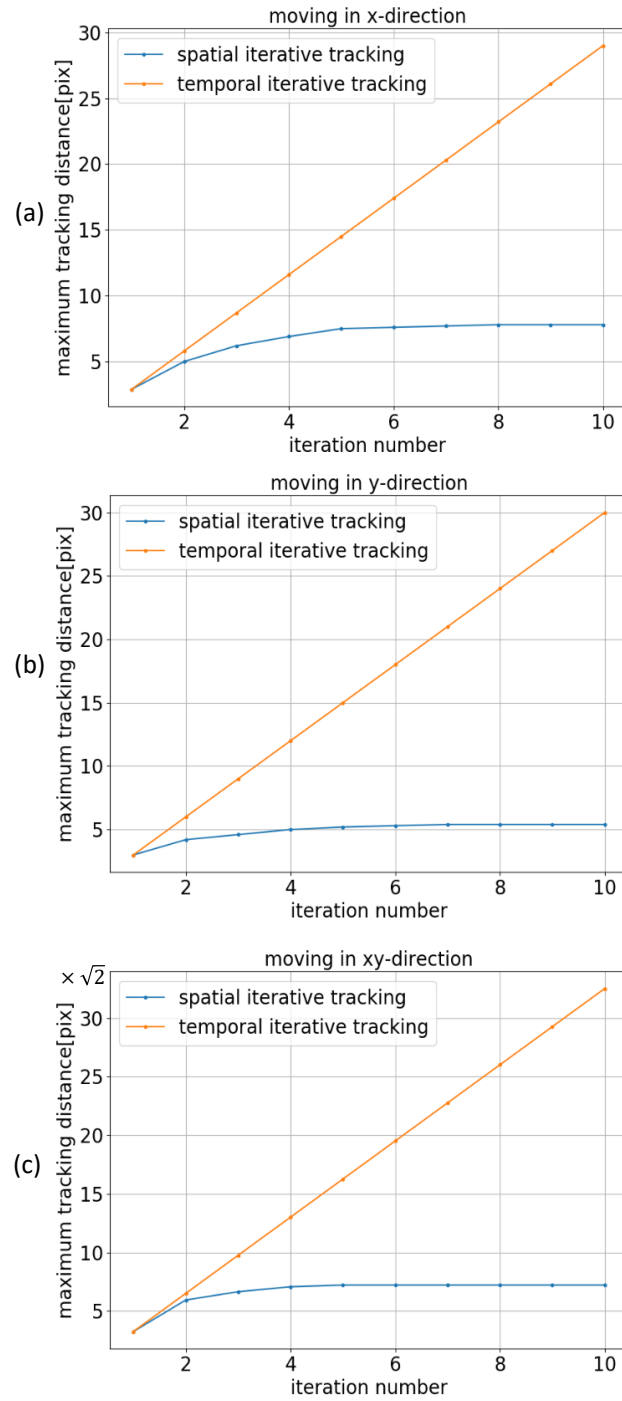 moving in x-direction
30
spatial iterative tracking
temporal iterative tracking
25
20
15
10
5
maximum tracking distance[pix]
(a)
2 4 6 8 10
iteration number
moving in y-direction
30
spatial iterative tracking
temporal iterative tracking
25
20
15
10
5
maximum tracking distance[pix]
(b)
2 4 6 8 10
iteration number
moving in xy-direction
× √2
30
spatial iterative tracking
temporal iterative tracking
25
20
15
10
5
maximum tracking distance[pix]
(c)
2 4 6 8 10
iteration number